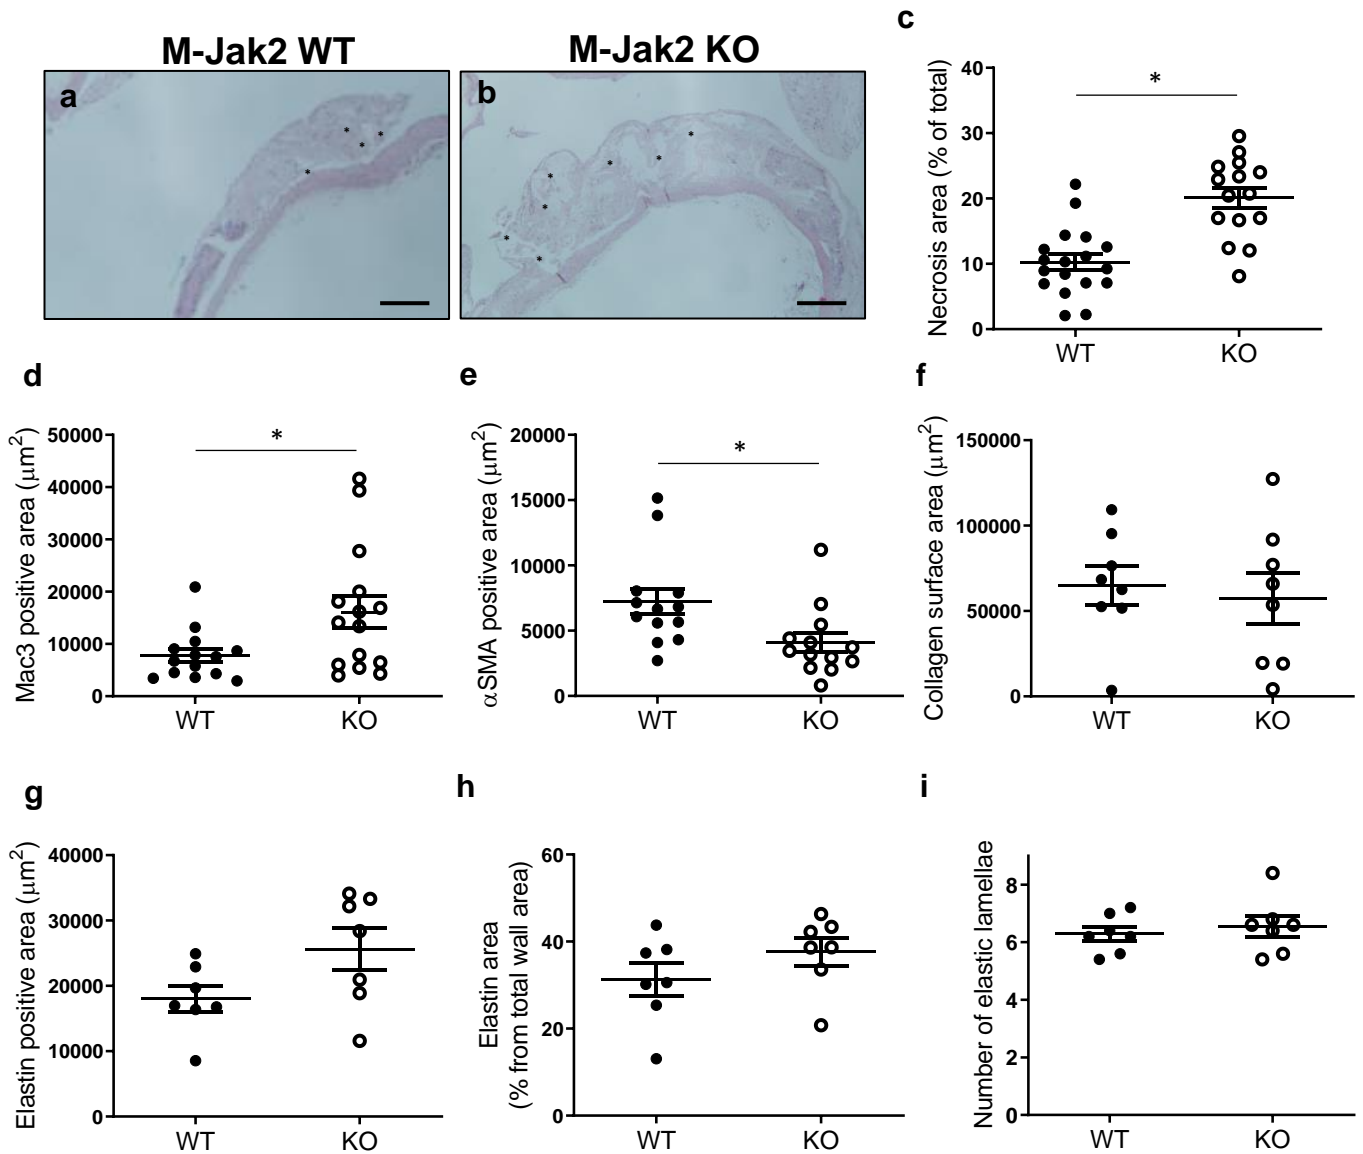 M-Jak2 WT
M-Jak2 KO
a
* * * *
b
* * * * * * *
c
Necrosis area (% of total)
40
30
20
10
0
*
WT KO
d
Mac3 positive area (μm²)
50000
40000
30000
20000
10000
0
*
WT KO
e
αSMA positive area (μm²)
20000
15000
10000
5000
0
*
WT KO
f
Collagen surface area (μm²)
150000
100000
50000
0
WT KO
g
Elastin positive area (μm²)
40000
30000
20000
10000
0
WT KO
h
Elastin area
(% from total wall area)
60
40
20
0
WT KO
i
Number of elastic lamellae
8
6
4
2
0
WT KO